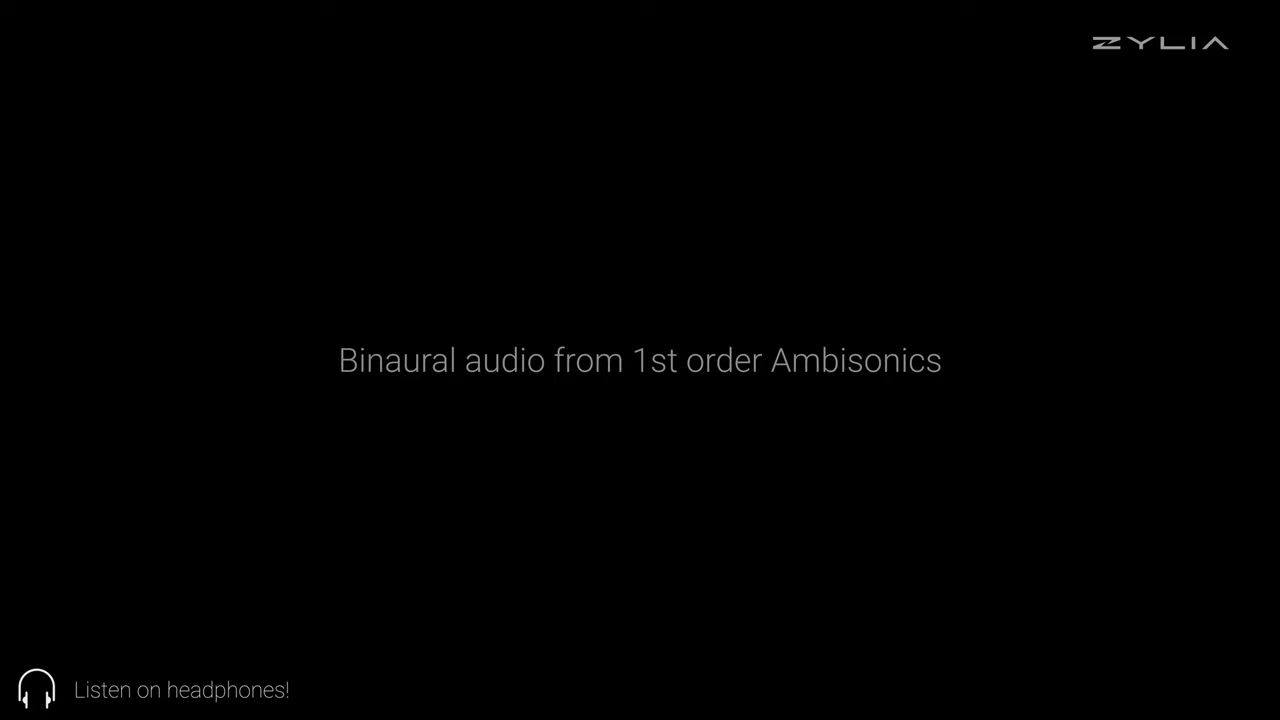 ZYLIA
Binaural audio from 1st order Ambisonics
Listen on headphones!